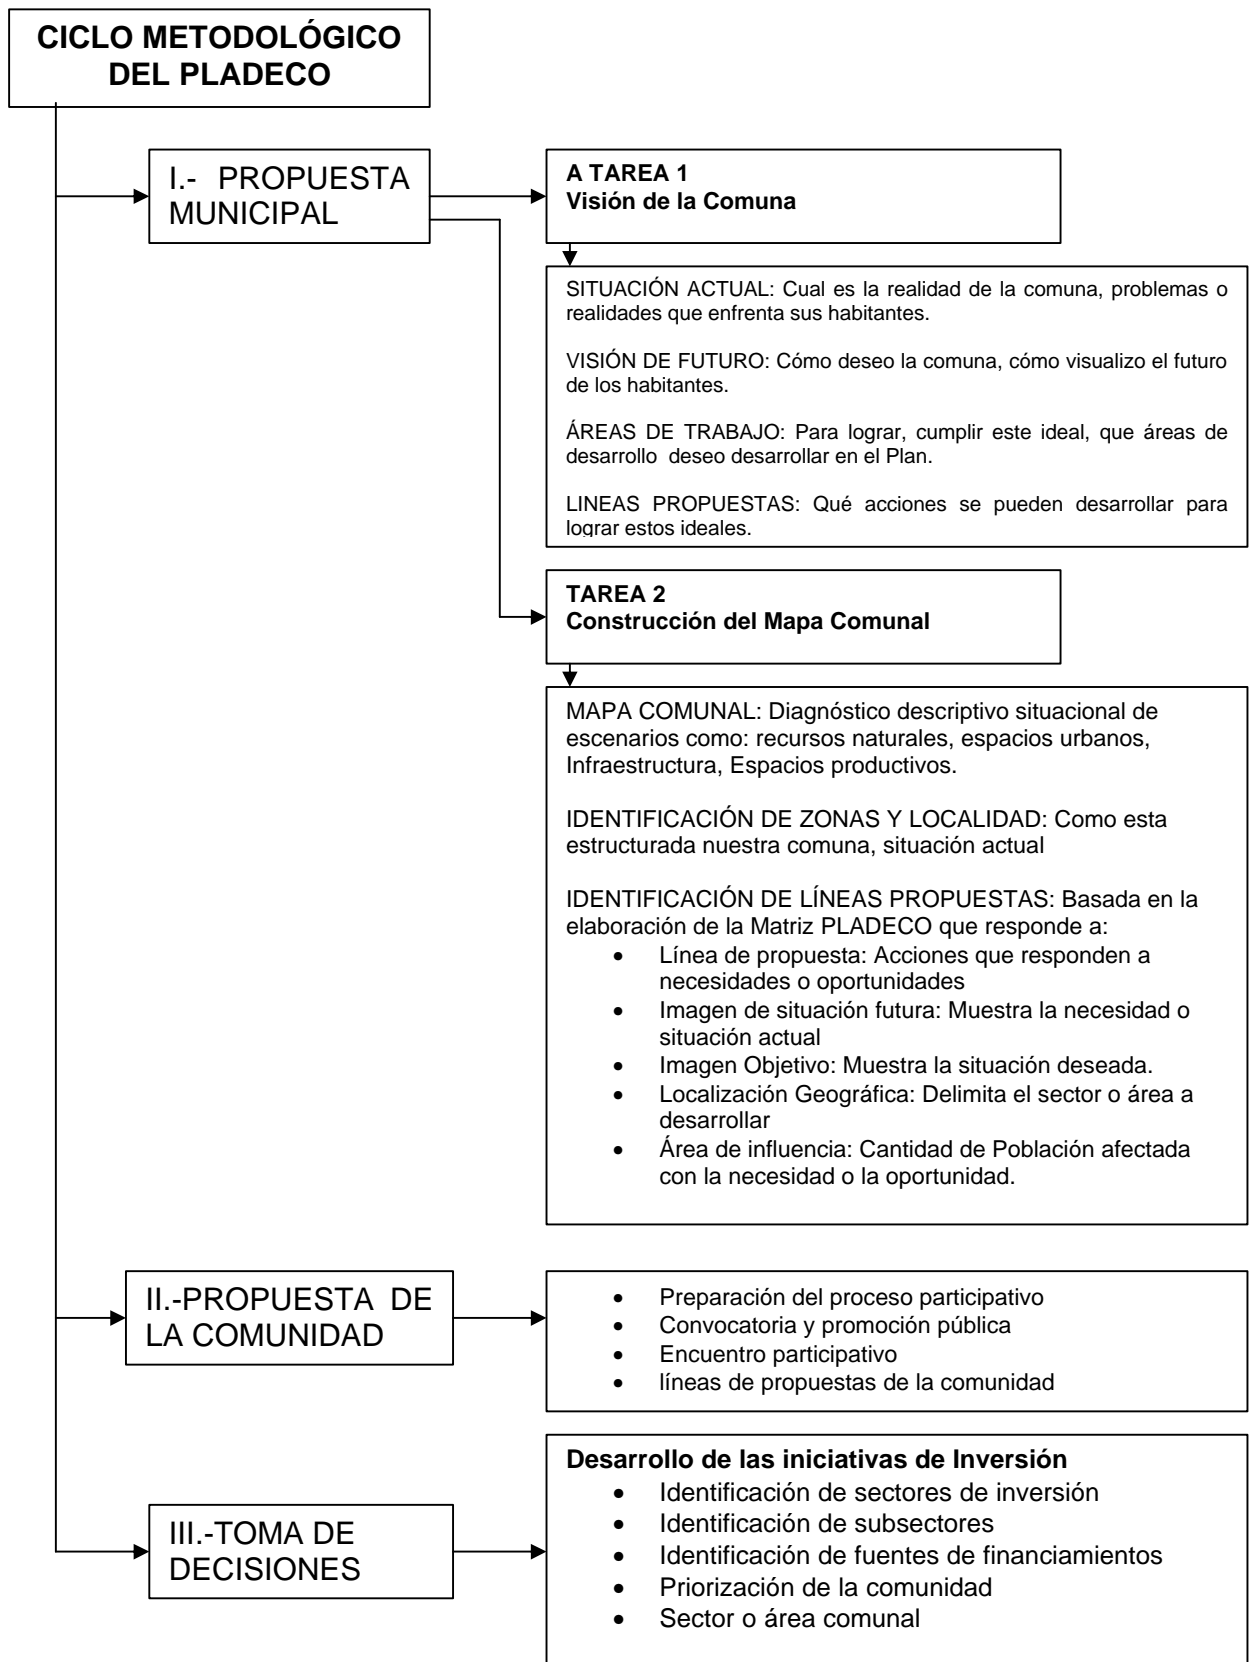 CICLO METODOLÓGICO
DEL PLADECO
I.- PROPUESTA
MUNICIPAL
A TAREA 1
Visión de la Comuna
SITUACIÓN ACTUAL: Cual es la realidad de la comuna, problemas o
realidades que enfrenta sus habitantes.
VISIÓN DE FUTURO: Cómo deseo la comuna, cómo visualizo el futuro
de los habitantes.
ÁREAS DE TRABAJO: Para lograr, cumplir este ideal, que áreas de
desarrollo deseo desarrollar en el Plan.
LINEAS PROPUESTAS: Qué acciones se pueden desarrollar para
lograr estos ideales.
TAREA 2
Construcción del Mapa Comunal
MAPA COMUNAL: Diagnóstico descriptivo situacional de
escenarios como: recursos naturales, espacios urbanos,
Infraestructura, Espacios productivos.
IDENTIFICACIÓN DE ZONAS Y LOCALIDAD: Como esta
estructurada nuestra comuna, situación actual
IDENTIFICACIÓN DE LÍNEAS PROPUESTAS: Basada en la
elaboración de la Matriz PLADECO que responde a:
• Línea de propuesta: Acciones que responden a
necesidades o oportunidades
• Imagen de situación futura: Muestra la necesidad o
situación actual
• Imagen Objetivo: Muestra la situación deseada.
• Localización Geográfica: Delimita el sector o área a
desarrollar
• Área de influencia: Cantidad de Población afectada
con la necesidad o la oportunidad.
II.-PROPUESTA DE
LA COMUNIDAD
• Preparación del proceso participativo
• Convocatoria y promoción pública
• Encuentro participativo
• líneas de propuestas de la comunidad
III.-TOMA DE
DECISIONES
Desarrollo de las iniciativas de Inversión
• Identificación de sectores de inversión
• Identificación de subsectores
• Identificación de fuentes de financiamientos
• Priorización de la comunidad
• Sector o área comunal